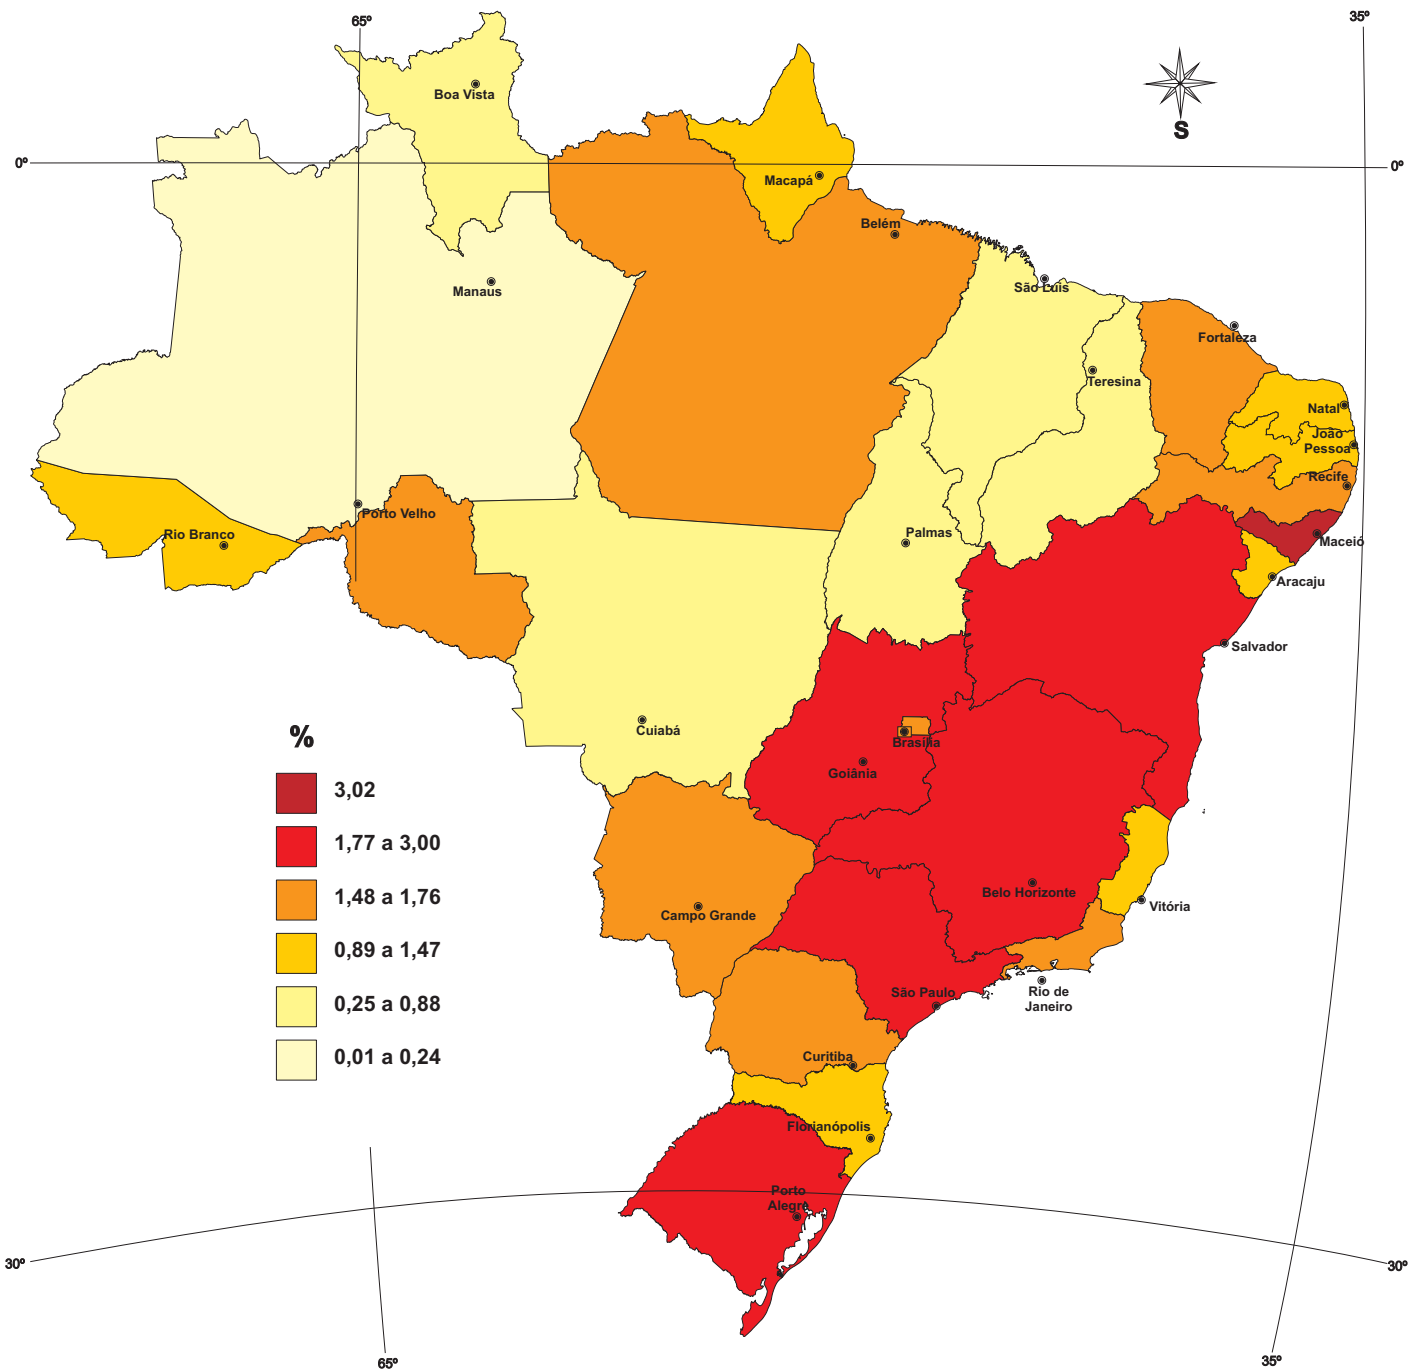 65º
35º
Boa Vista
S
0º
0º
Macapá
Belém
São Luís
Manaus
Fortaleza
Teresina
Natal
João
Pessoa
Recife
Porto Velho
Rio Branco
Palmas
Maceió
Aracaju
Salvador
Cuiabá
Brasília
Goiânia
%
3,02
1,77 a 3,00
1,48 a 1,76
0,89 a 1,47
0,25 a 0,88
0,01 a 0,24
Belo Horizonte
Vitória
Campo Grande
São Paulo
Rio de
Janeiro
Curitiba
Florianópolis
Porto
Alegre
30º
30º
65º
35º